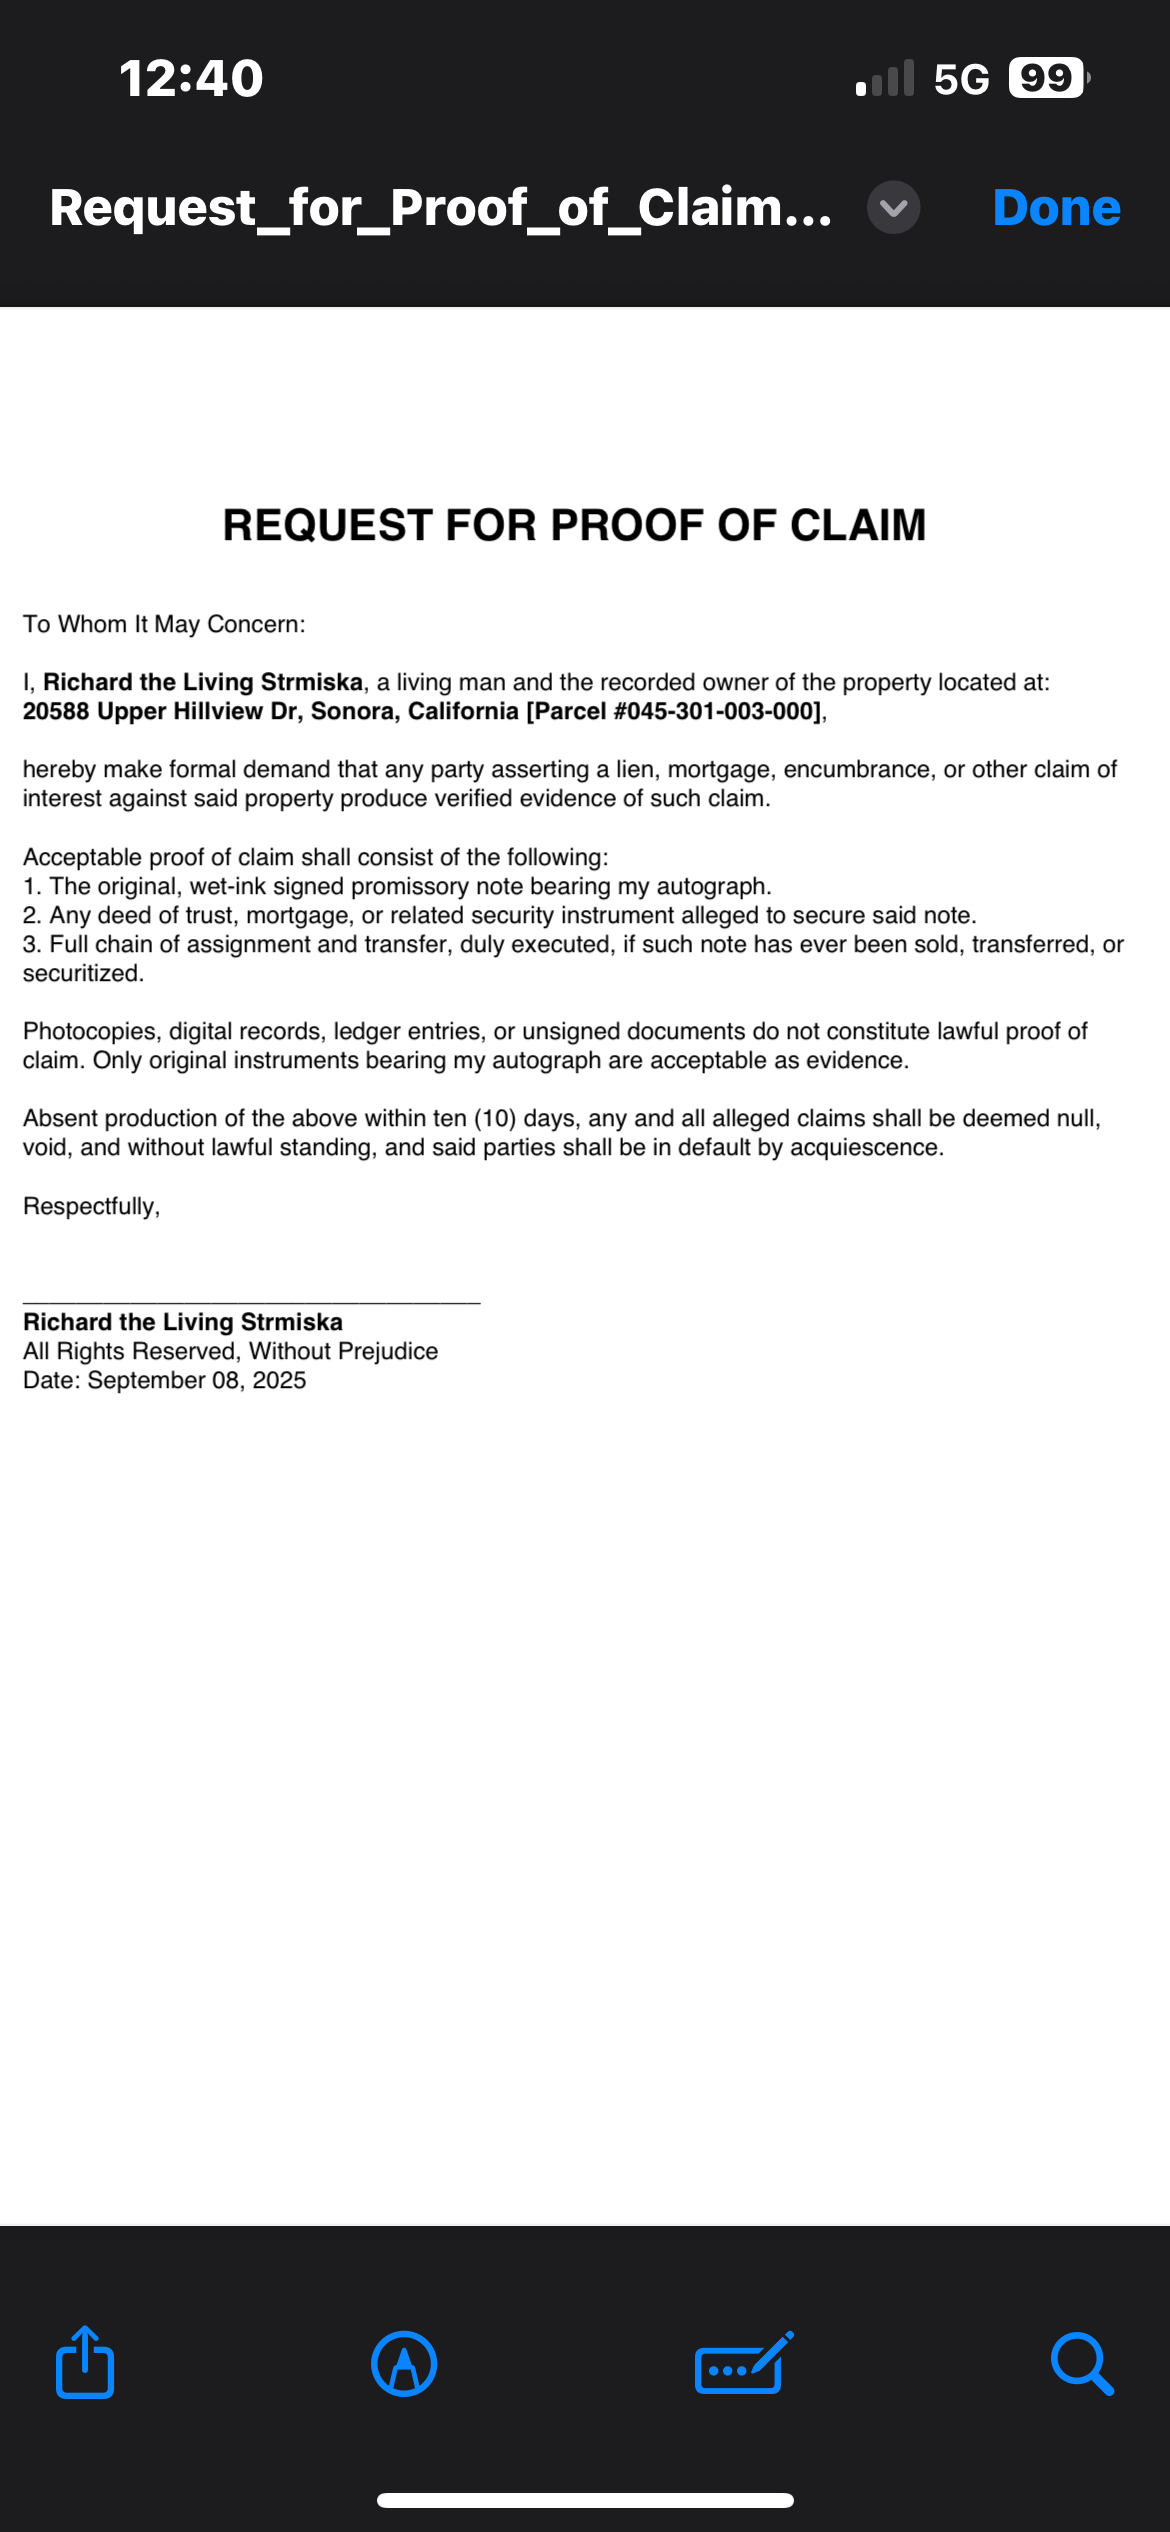 12:40
5G 99
Request_for_Proof_of_Claim... Done
REQUEST FOR PROOF OF CLAIM
To Whom It May Concern:
I, Richard the Living Strmiska, a living man and the recorded owner of the property located at:
20588 Upper Hillview Dr, Sonora, California [Parcel #045-301-003-000],
hereby make formal demand that any party asserting a lien, mortgage, encumbrance, or other claim of
interest against said property produce verified evidence of such claim.
Acceptable proof of claim shall consist of the following:
1. The original, wet-ink signed promissory note bearing my autograph.
2. Any deed of trust, mortgage, or related security instrument alleged to secure said note.
3. Full chain of assignment and transfer, duly executed, if such note has ever been sold, transferred, or
securitized.
Photocopies, digital records, ledger entries, or unsigned documents do not constitute lawful proof of
claim. Only original instruments bearing my autograph are acceptable as evidence.
Absent production of the above within ten (10) days, any and all alleged claims shall be deemed null,
void, and without lawful standing, and said parties shall be in default by acquiescence.
Respectfully,
Richard the Living Strmiska
All Rights Reserved, Without Prejudice
Date: September 08, 2025